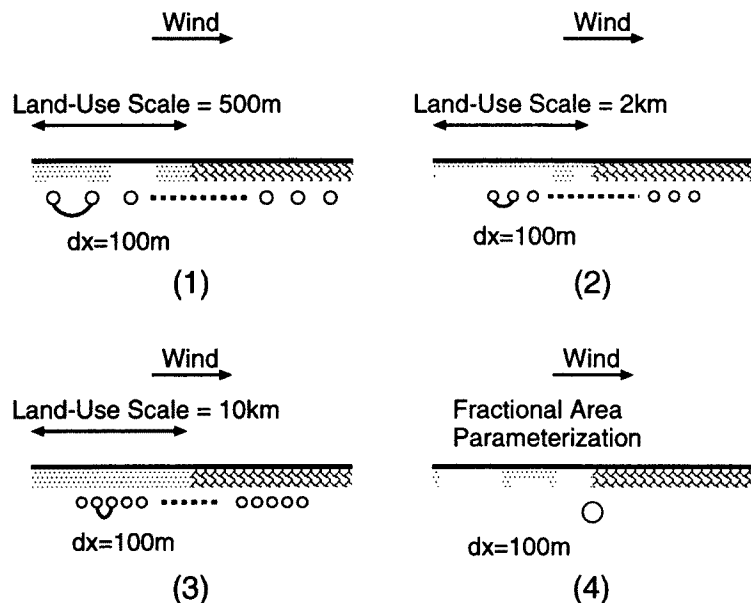 Wind
Land-Use Scale = 500m
dx=100m
(1)
Wind
Land-Use Scale = 2km
dx=100m
(2)
Wind
Land-Use Scale = 10km
dx=100m
(3)
Wind
Fractional Area
Parameterization
dx=100m
(4)